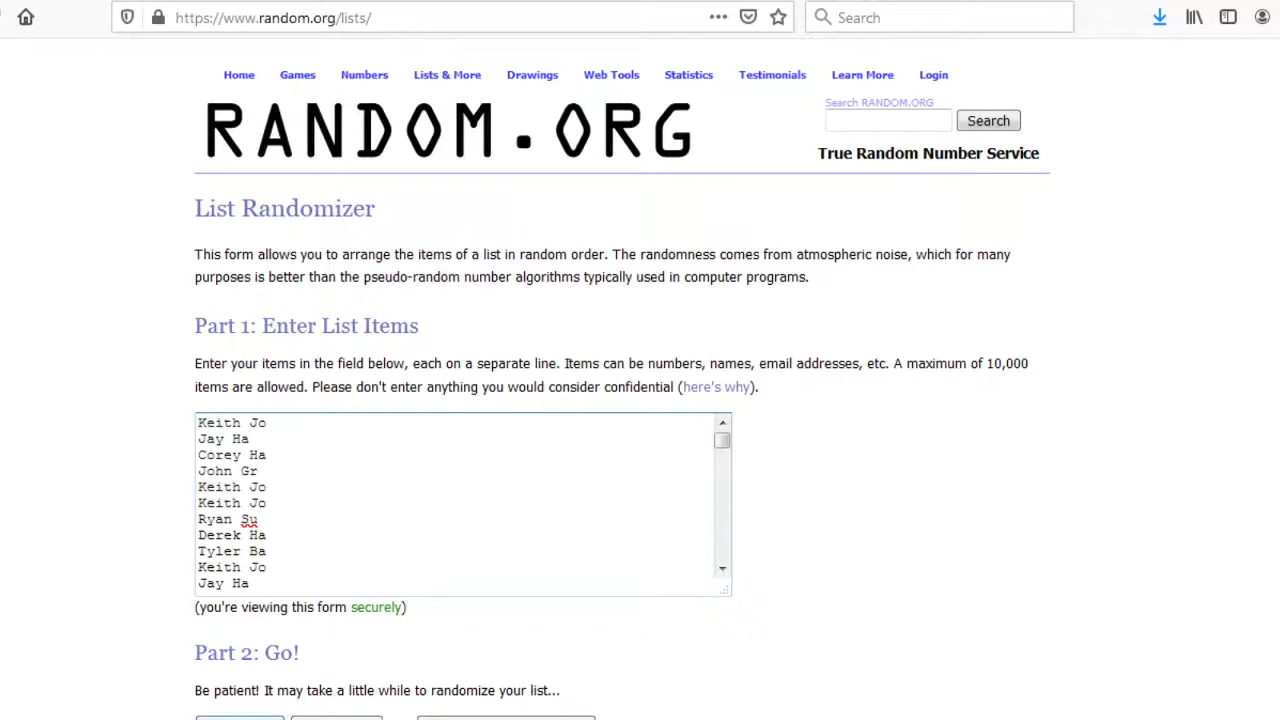 https://www.random.org/lists/
Search
Home Games Numbers Lists & More Drawings Web Tools Statistics Testimonials Learn More Login
RANDOM.ORG
Search RANDOM.ORG
Search
True Random Number Service
List Randomizer
This form allows you to arrange the items of a list in random order. The randomness comes from atmospheric noise, which for many
purposes is better than the pseudo-random number algorithms typically used in computer programs.
Part 1: Enter List Items
Enter your items in the field below, each on a separate line. Items can be numbers, names, email addresses, etc. A maximum of 10,000
items are allowed. Please don't enter anything you would consider confidential (here's why).
Keith Jo
Jay Ha
Corey Ha
John Gr
Keith Jo
Keith Jo
Ryan Su
Derek Ha
Tyler Ba
Keith Jo
Jay Ha
(you're viewing this form securely)
Part 2: Go!
Be patient! It may take a little while to randomize your list...